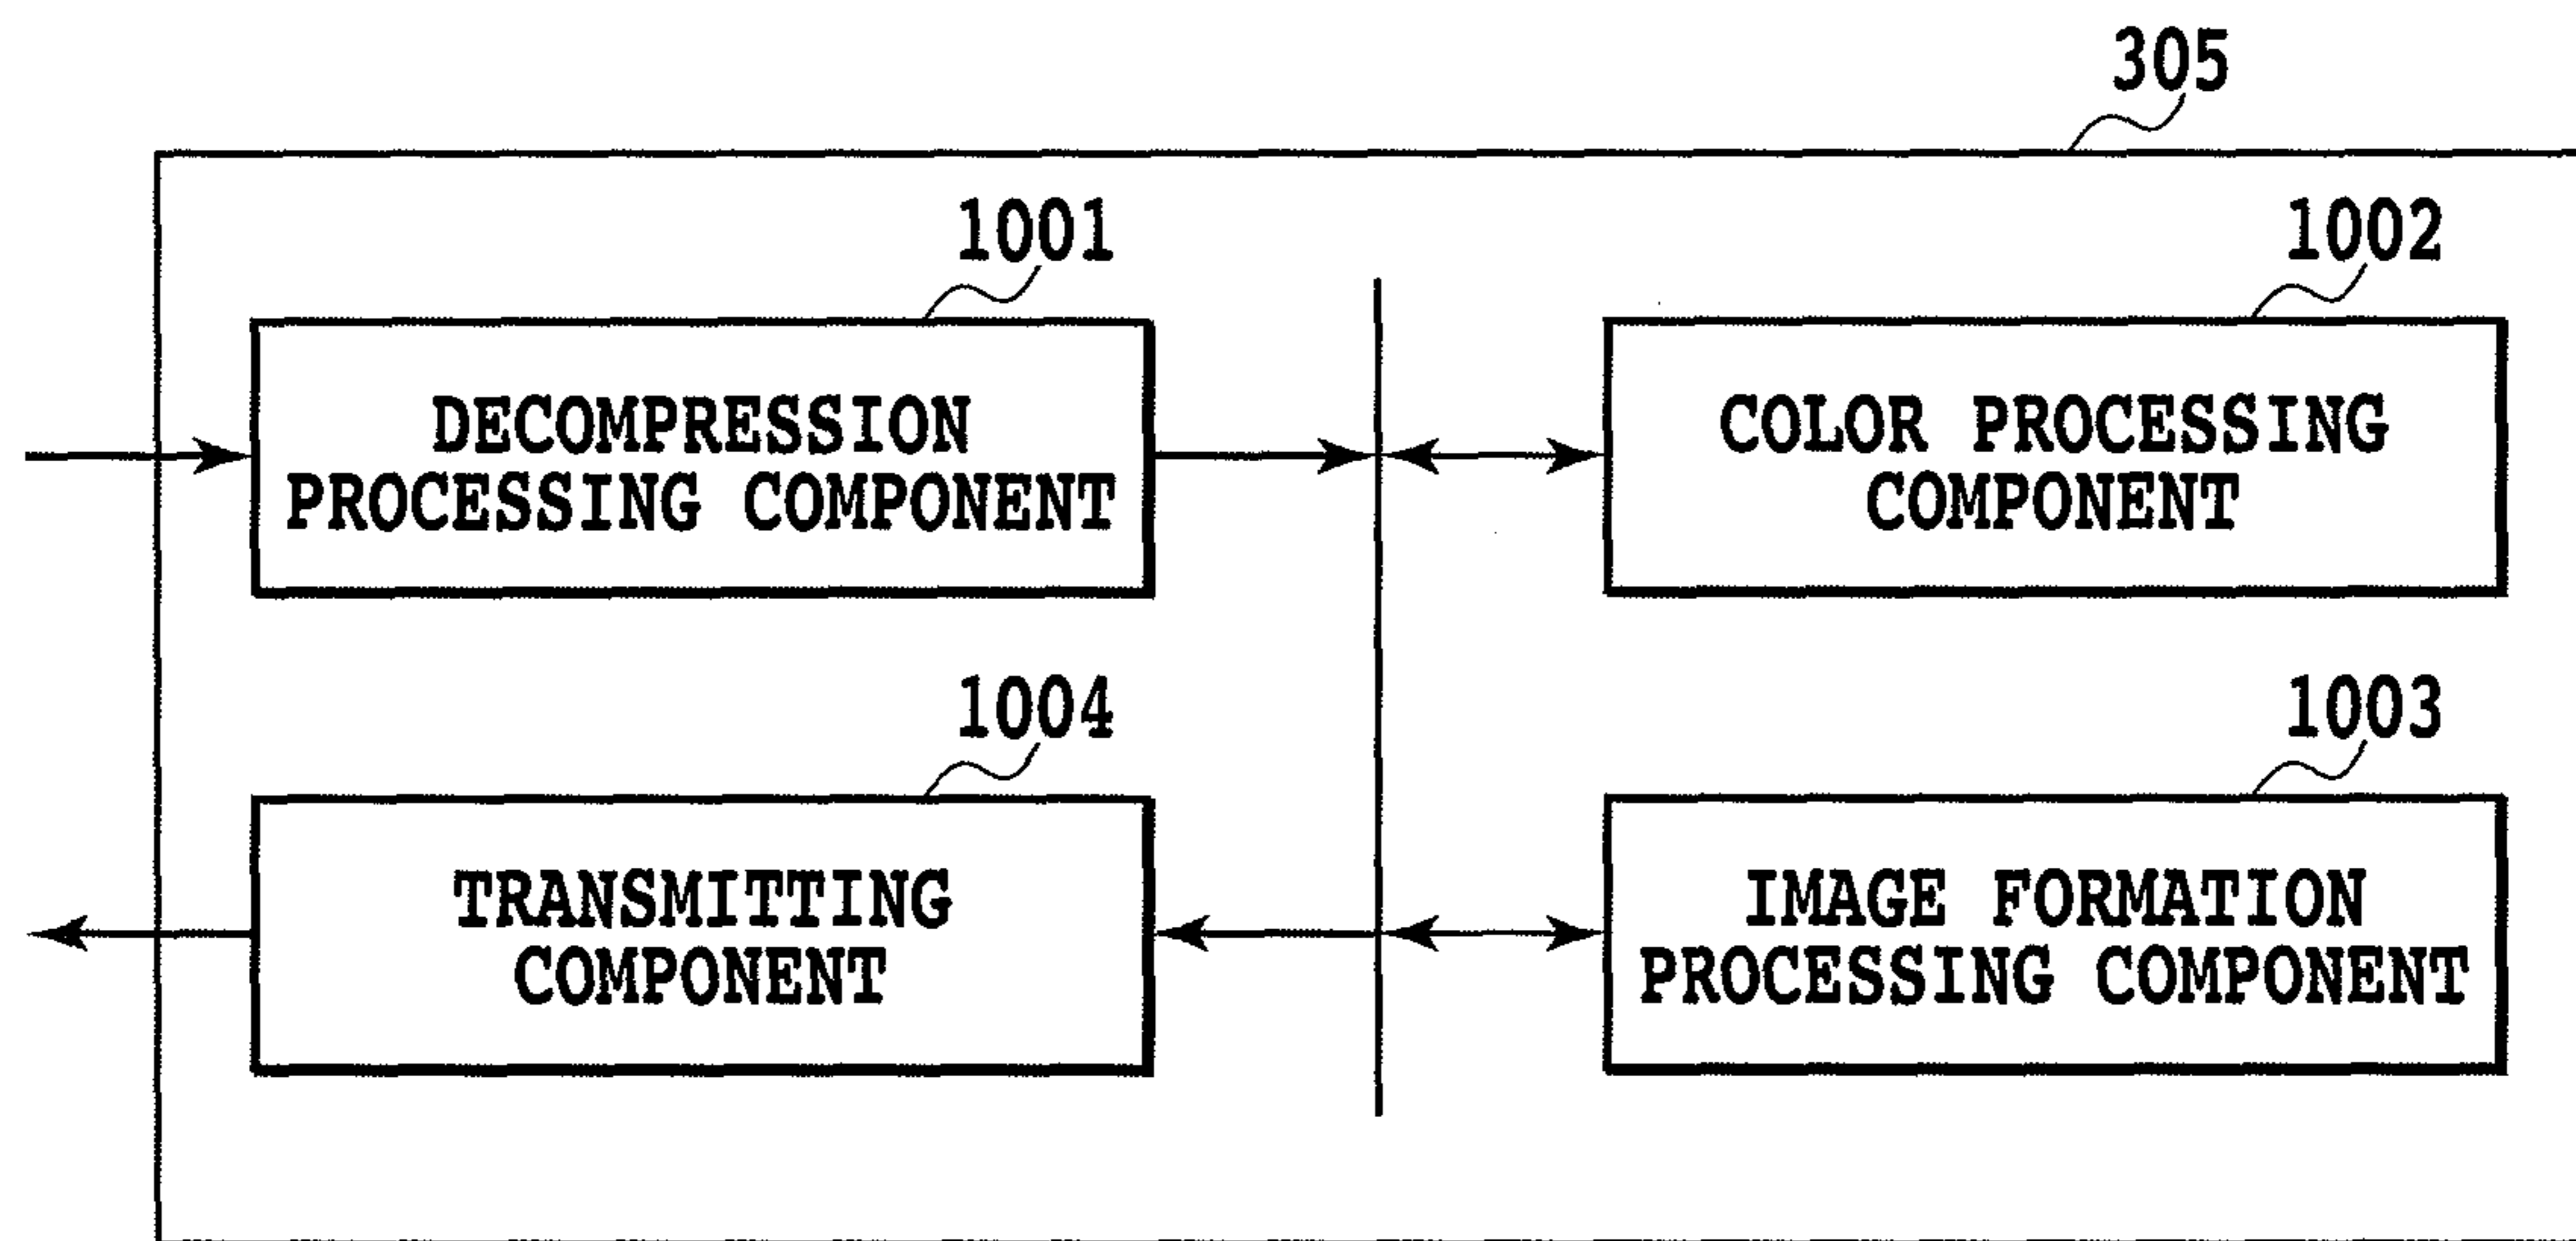 305
1001
1002
DECOMPRESSION
PROCESSING COMPONENT
COLOR PROCESSING
COMPONENT
1004
1003
TRANSMITTING
COMPONENT
IMAGE FORMATION
PROCESSING COMPONENT